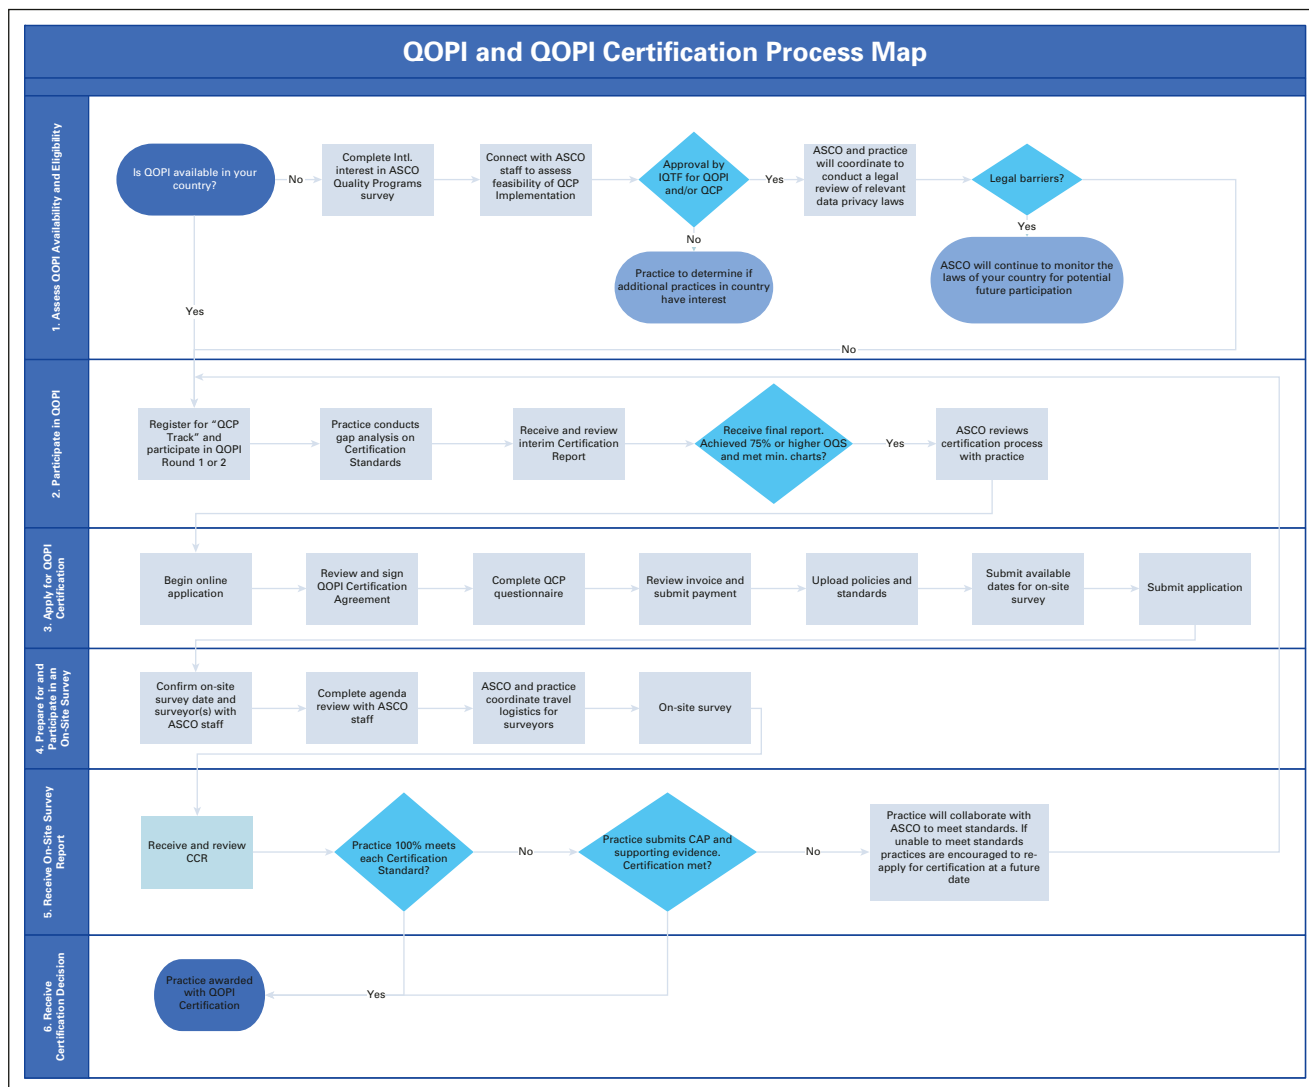 QOPI and QOPI Certification Process Map
1. Assess QOPI Availability and Eligibility
Is QOPI available in your
country?
No
Complete Intl.
interest in ASCO
Quality Programs
survey
Connect with ASCO
staff to assess
feasibility of QCP
Implementation
Approval by
IQTF for QOPI
and/or QCP
Yes
ASCO and practice
will coordinate to
conduct a legal
review of relevant
data privacy laws
Legal barriers?
No
Practice to determine if
additional practices in country
have interest
Yes
ASCO will continue to monitor the
laws of your country for potential
future participation
Yes
No
2. Participate in QOPI
Register for “QCP
Track” and
participate in QOPI
Round 1 or 2
Practice conducts
gap analysis on
Certification
Standards
Receive and review
interim Certification
Report
Receive final report.
Achieved 75% or higher OQS
and met min. charts?
Yes
ASCO reviews
certification process
with practice
3. Apply for QOPI
Certification
Begin online
application
Review and sign
QOPI Certification
Agreement
Complete QCP
questionnaire
Review invoice and
submit payment
Upload policies and
standards
Submit available
dates for on-site
survey
Submit application
4. Prepare for and
Participate in an
On-Site Survey
Confirm on-site
survey date and
surveyor(s) with
ASCO staff
Complete agenda
review with ASCO
staff
ASCO and practice
coordinate travel
logistics for
surveyors
On-site survey
5. Receive On-Site Survey
Report
Receive and review
CCR
Practice 100% meets
each Certification
Standard?
No
Practice submits CAP and
supporting evidence.
Certification met?
No
Practice will collaborate with
ASCO to meet standards. If
unable to meet standards
practices are encouraged to re-
apply for certification at a future
date
6. Receive
Certification Decision
Practice awarded
with QOPI
Certification
Yes